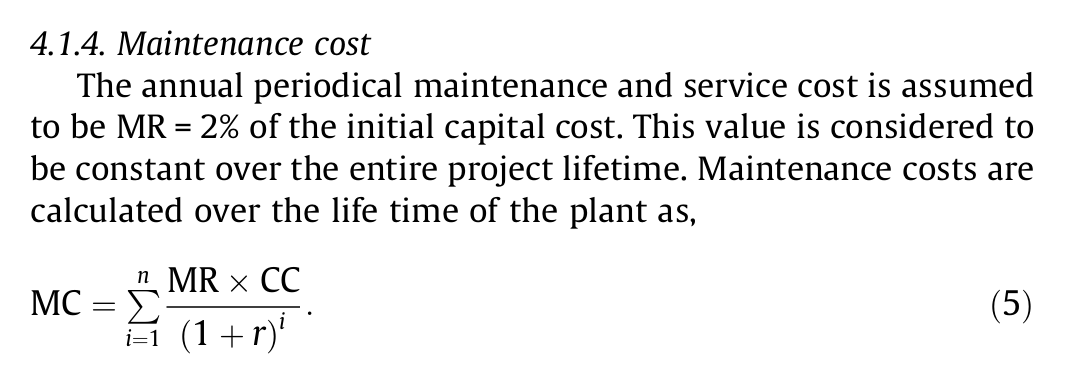 4.1.4. Maintenance cost
The annual periodical maintenance and service cost is assumed
to be MR = 2% of the initial capital cost. This value is considered to
be constant over the entire project lifetime. Maintenance costs are
calculated over the life time of the plant as,
MC = \sum_{i=1}^{n} \frac{MR × CC}{(1 + r)^i}. (5)